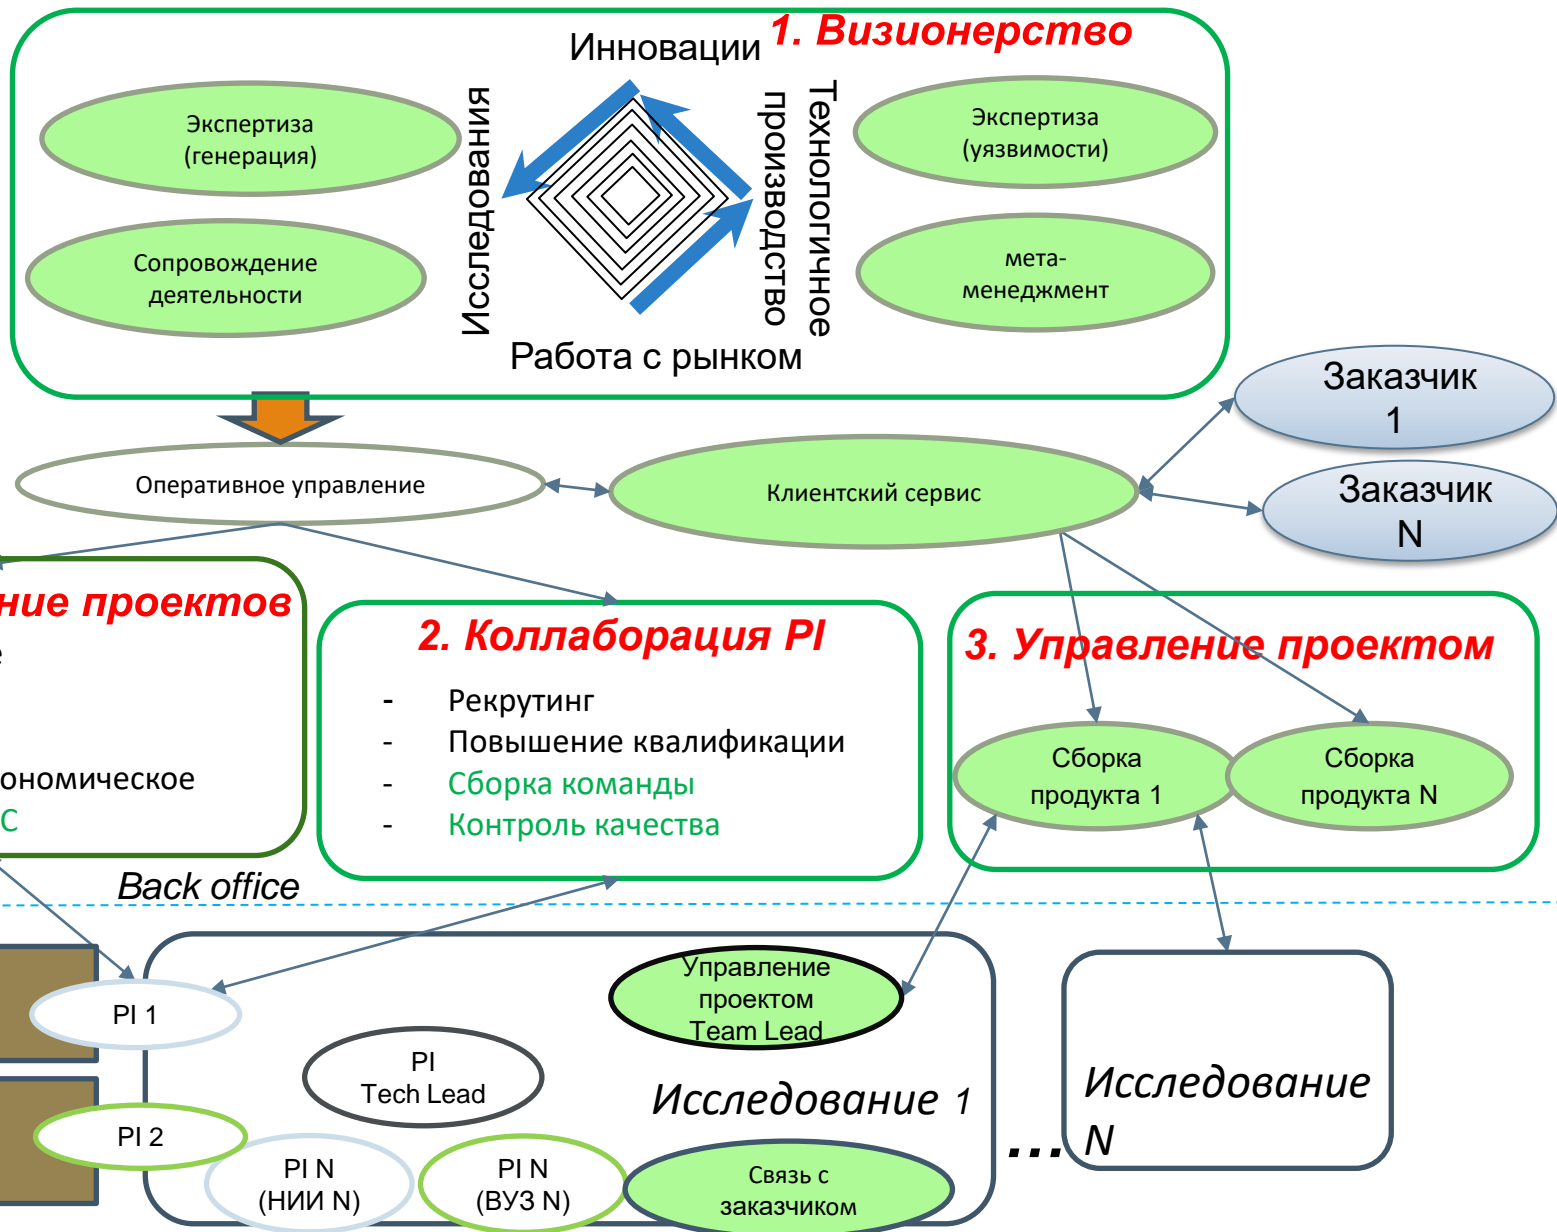 1. Визионерство
Инновации
Исследования
Технологичное
производство
Работа с рынком
Экспертиза
(генерация)
Экспертиза
(уязвимости)
Сопровождение
деятельности
мета-
менеджмент
Заказчик
1
Оперативное управление
Клиентский сервис
Заказчик
N
ние проектов
е
ономическое
С
2. Коллаборация PI
- Рекрутинг
- Повышение квалификации
- Сборка команды
- Контроль качества
3. Управление проектом
Сборка
продукта 1
Сборка
продукта N
Back office
PI 1
PI 2
PI
Tech Lead
PI N
(НИИ N)
PI N
(ВУЗ N)
Управление
проектом
Team Lead
Исследование 1
Связь с
заказчиком
...
Исследование
N